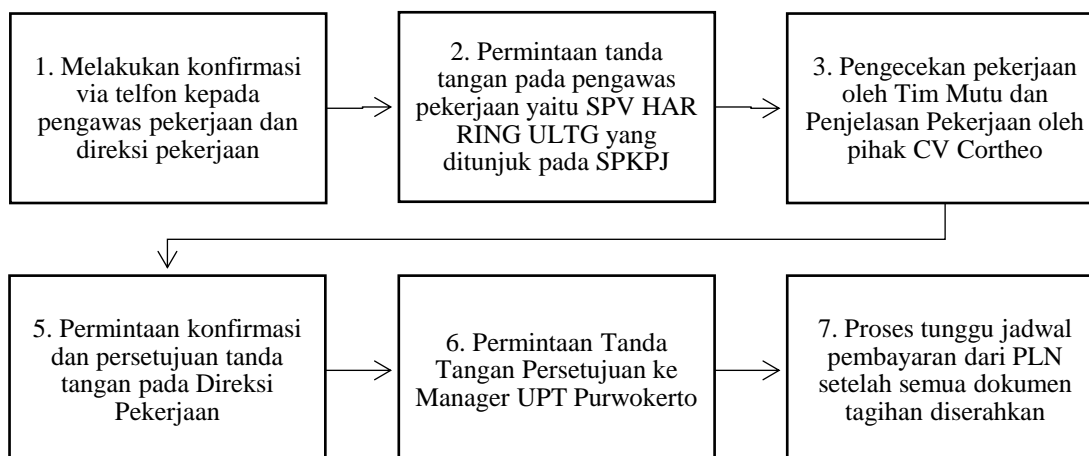 1. Melakukan konfirmasi
via telfon kepada
pengawas pekerjaan dan
direksi pekerjaan
2. Permintaan tanda
tangan pada pengawas
pekerjaan yaitu SPV HAR
RING ULTG yang
ditunjuk pada SPKPJ
3. Pengecekan pekerjaan
oleh Tim Mutu dan
Penjelasan Pekerjaan oleh
pihak CV Cortheo
5. Permintaan konfirmasi
dan persetujuan tanda
tangan pada Direksi
Pekerjaan
6. Permintaan Tanda
Tangan Persetujuan ke
Manager UPT Purwokerto
7. Proses tunggu jadwal
pembayaran dari PLN
setelah semua dokumen
tagihan diserahkan